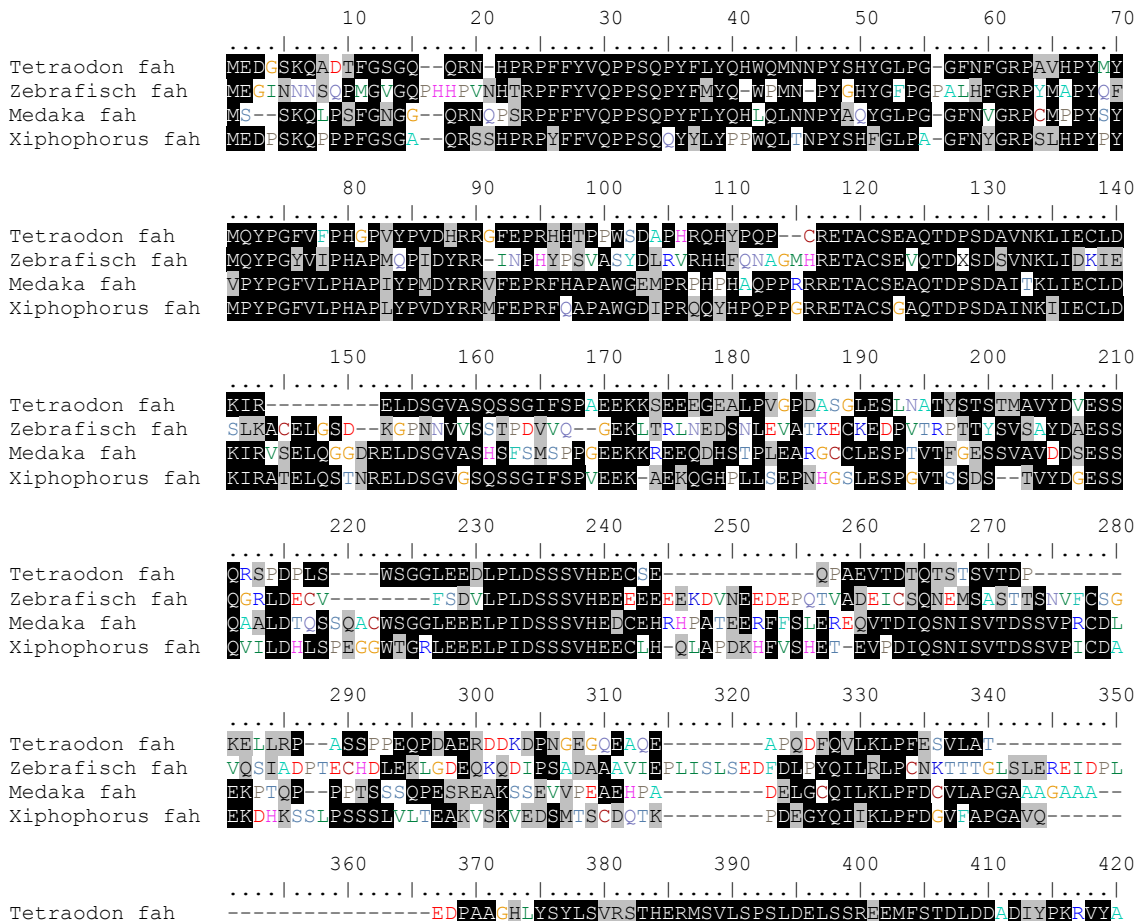 10 20 30 40 50 60 70
....|....|....|....|....|....|....|....|....|....|....|....|....|....|
Tetraodon fah MEDGSKQADTFGSGQ--QRN-HPRPFFYVQPPSQPYFLYQHWQMNNPYSHYGLPG-GFNFGRPAVHPYMY
Zebrafisch fah MEGINNNSQPMGVGQPHHPVNHTRPFFYVQPPSQPYFMYQ-WPMN-PYGHYGFPGPALHFGRPYMAPYQF
Medaka fah MS--SKQLPSFGNGG--QRNQPSRPFFFVQPPSQPYFLYQHLQLNNPYAQYGLPG-GFNVGRPCMPPYSY
Xiphophorus fah MEDPSKQPPPFGSGA--QRSSHPRPYFFVQPPSQQYYLYPPWQLTNPYSHFGLPA-GFNYGRPSLHPYPY
80 90 100 110 120 130 140
....|....|....|....|....|....|....|....|....|....|....|....|....|....|
Tetraodon fah MQYPGFVFPHGPVYPVDHRRGFEPRHHTPPWSDAPHRQHYPQP--CRETACSEAQTDPSDAVNKLIECLD
Zebrafisch fah MQYPGYVIPHAPMQPIDYRR-INPHYPSVASYDLRVRHHFQNAGMHRETACSEVQTDXSDSVNKLIDKIE
Medaka fah VPYPGFVLPHAPIYPMDYRRVFEPRFHAPAWGEMPRPHPHAQPPRRRETACSEAQTDPSDAITKLIECLD
Xiphophorus fah MPYPGFVLPHAPLYPVDYRRMFEPRFQAPAWGDIPRQQYHPQPPGRRETACSGAQTDPSDAINKIIECLD
150 160 170 180 190 200 210
....|....|....|....|....|....|....|....|....|....|....|....|....|....|
Tetraodon fah KIR---------ELDSGVASQSSGIFSPAEEKKSEEEGEALPVGPDASGLESLNATYSTSTMAVYDVESS
Zebrafisch fah SLKACELGSD-KGPNNVVSSTPDVVQ--GEKLTRLNEDSNLEVATKECKEDPVTRPTTYSVSAYDAESS
Medaka fah KIRVSELQGGDRELDSGVASHSFSMSPPGEEKKREEQDHSTPLEARGCCLESPTVTFGESSVAVDDSESS
Xiphophorus fah KIRATELQSTNRELDSGVGSQSSGIFSPVEEK-AEKQGHPLLSEPNHGSLESPGVTSSDS--TVYDGESS
220 230 240 250 260 270 280
....|....|....|....|....|....|....|....|....|....|....|....|....|....|
Tetraodon fah QRSPDPLS----WSGGLEEDLPLDSSSVHEECSE------------QPAEVTDTQTSTSVTDP-------
Zebrafisch fah QGRLDECV--------FSDVLPLDSSSVHEEEEEEEKDVNEEDEPQTVADEICSQNEMSASTTSNVFCSG
Medaka fah QAALDTQSSQACWSGGLEEELPIDSSSVHEDCEHRHPATEERFFSLEREQVTDIQSNISVTDSSVPRCDL
Xiphophorus fah QVILDHLSPEGGWTGRLEEELPIDSSSVHEECLH-QLAPDKHFVSHET-EVPDIQSNISVTDSSVPICDA
290 300 310 320 330 340 350
....|....|....|....|....|....|....|....|....|....|....|....|....|....|
Tetraodon fah KELLRP--ASSPPEQPDAERDDKDPNGEGQEAQE--------APQDFQVLKLPFESVLAT----------
Zebrafisch fah VQSIADPTECHDLEKLGDEQKQDIPSADAAAVIEPLISLSEDFDLPYQILRLPCNKTTTGLSLEREIDPL
Medaka fah EKPTQP--PPTSSSQPESREAKSSEVVPEAEHPA--------DELGCQILKLPFDCVLAPGAAAGAAA--
Xiphophorus fah EKDHKSSLPSSSLVLTEAKVSKVEDSMTSCDQTK--------PDEGYQIIKLPFDGVFAPGAVQ------
360 370 380 390 400 410 420
....|....|....|....|....|....|....|....|....|....|....|....|....|....|
Tetraodon fah ----------------EDPAAGHLYSYLSVRSTHERMSVLSPSLDELSSREEMFSTDLDDADIYPKRVYA